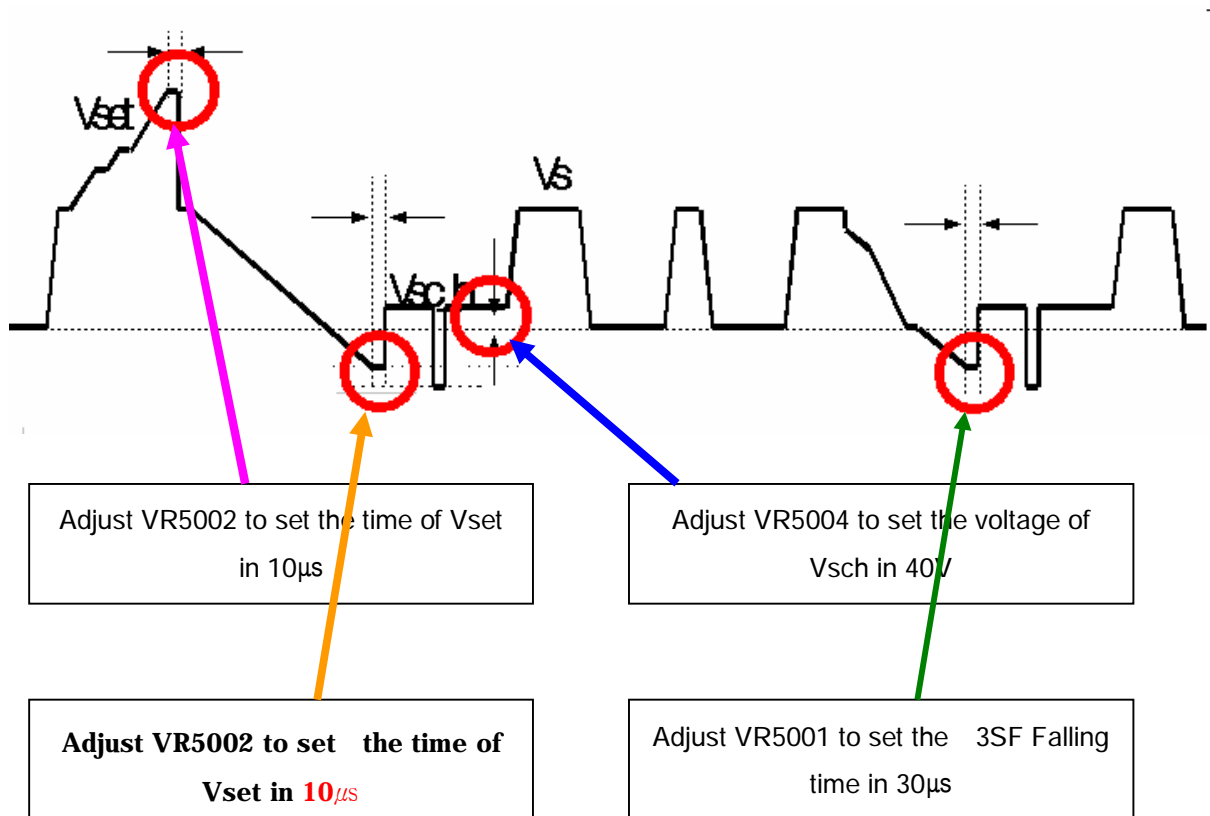 Vset
Vs
Vsc_h
Adjust VR5002 to set the time of Vset
in 10µs
Adjust VR5004 to set the voltage of
Vsch in 40V
Adjust VR5002 to set the time of
Vset in 10µs
Adjust VR5001 to set the 3SF Falling
time in 30µs